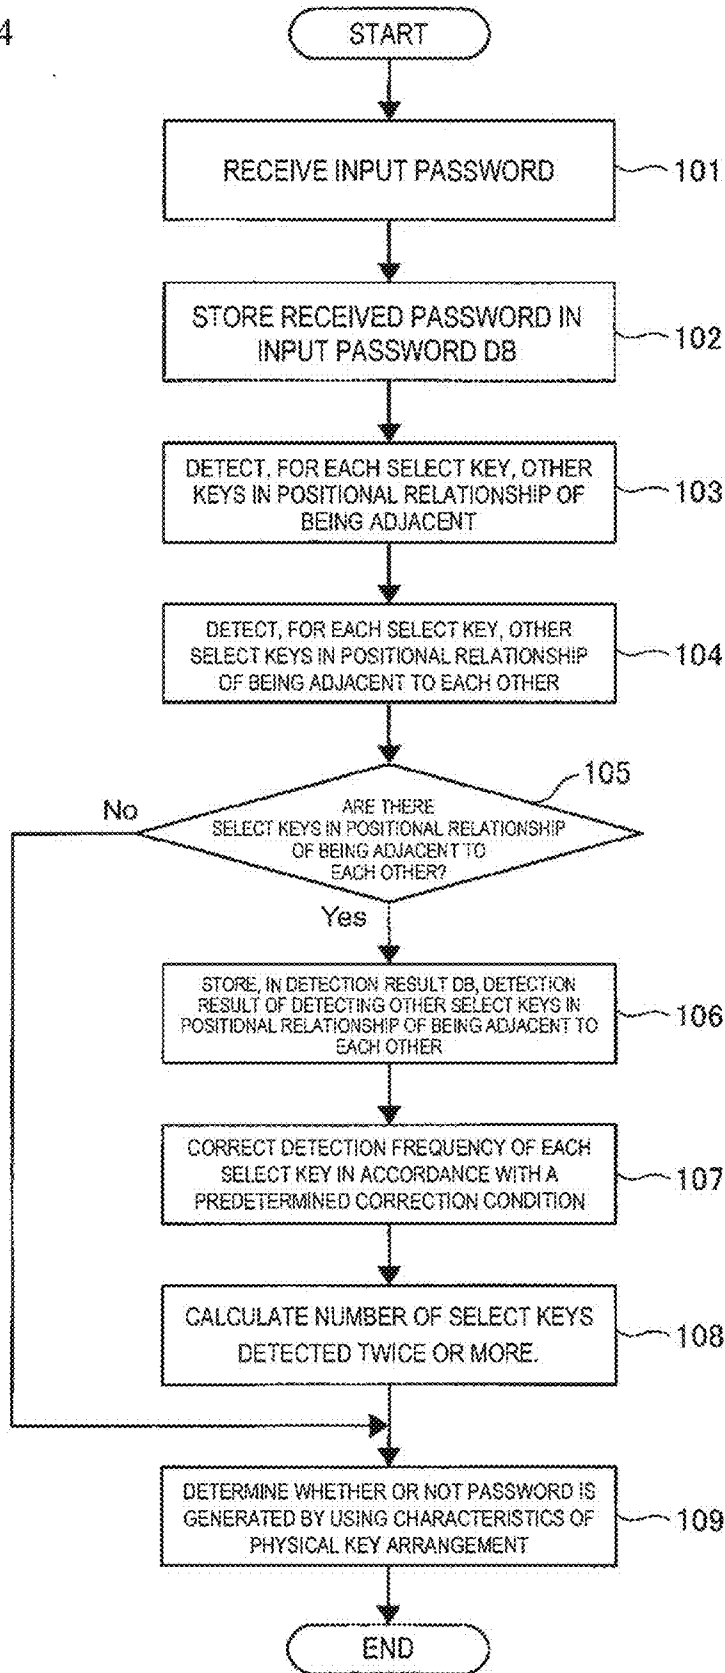 4
START
RECEIVE INPUT PASSWORD
101
STORE RECEIVED PASSWORD IN
INPUT PASSWORD DB
102
DETECT, FOR EACH SELECT KEY, OTHER
KEYS IN POSITIONAL RELATIONSHIP OF
BEING ADJACENT
103
DETECT, FOR EACH SELECT KEY, OTHER
SELECT KEYS IN POSITIONAL RELATIONSHIP
OF BEING ADJACENT TO EACH OTHER
104
105
No
ARE THERE
SELECT KEYS IN POSITIONAL RELATIONSHIP
OF BEING ADJACENT TO
EACH OTHER?
Yes
STORE, IN DETECTION RESULT DB, DETECTION
RESULT OF DETECTING OTHER SELECT KEYS IN
POSITIONAL RELATIONSHIP OF BEING ADJACENT TO
EACH OTHER
106
CORRECT DETECTION FREQUENCY OF EACH
SELECT KEY IN ACCORDANCE WITH A
PREDETERMINED CORRECTION CONDITION
107
CALCULATE NUMBER OF SELECT KEYS
DETECTED TWICE OR MORE.
108
DETERMINE WHETHER OR NOT PASSWORD IS
GENERATED BY USING CHARACTERISTICS OF
PHYSICAL KEY ARRANGEMENT
109
END